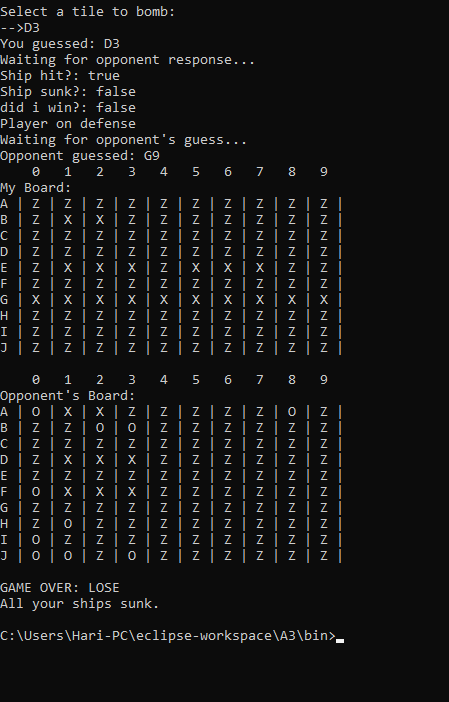 Select a tile to bomb:
-->D3
You guessed: D3
Waiting for opponent response...
Ship hit?: true
Ship sunk?: false
did i win?: false
Player on defense
Waiting for opponent's guess...
Opponent guessed: G9
    0   1   2   3   4   5   6   7   8   9
My Board:
A | Z | Z | Z | Z | Z | Z | Z | Z | Z | Z |
B | Z | X | X | Z | Z | Z | Z | Z | Z | Z |
C | Z | Z | Z | Z | Z | Z | Z | Z | Z | Z |
D | Z | Z | Z | Z | Z | Z | Z | Z | Z | Z |
E | Z | X | X | X | Z | X | X | X | Z | Z |
F | Z | Z | Z | Z | Z | Z | Z | Z | Z | Z |
G | X | X | X | X | X | X | X | X | X | X |
H | Z | Z | Z | Z | Z | Z | Z | Z | Z | Z |
I | Z | Z | Z | Z | Z | Z | Z | Z | Z | Z |
J | Z | Z | Z | Z | Z | Z | Z | Z | Z | Z |
    0   1   2   3   4   5   6   7   8   9
Opponent's Board:
A | O | X | X | Z | Z | Z | Z | Z | O | Z |
B | Z | Z | O | O | Z | Z | Z | Z | Z | Z |
C | Z | Z | Z | Z | Z | Z | Z | Z | Z | Z |
D | Z | X | X | X | Z | Z | Z | Z | Z | Z |
E | Z | Z | Z | Z | Z | Z | Z | Z | Z | Z |
F | O | X | X | X | Z | Z | Z | Z | Z | Z |
G | Z | Z | Z | Z | Z | Z | Z | Z | Z | Z |
H | Z | O | Z | Z | Z | Z | Z | Z | Z | Z |
I | O | Z | Z | Z | Z | Z | Z | Z | Z | Z |
J | O | O | Z | O | Z | Z | Z | Z | Z | Z |
GAME OVER: LOSE
All your ships sunk.
C:\Users\Hari-PC\eclipse-workspace\A3\bin>